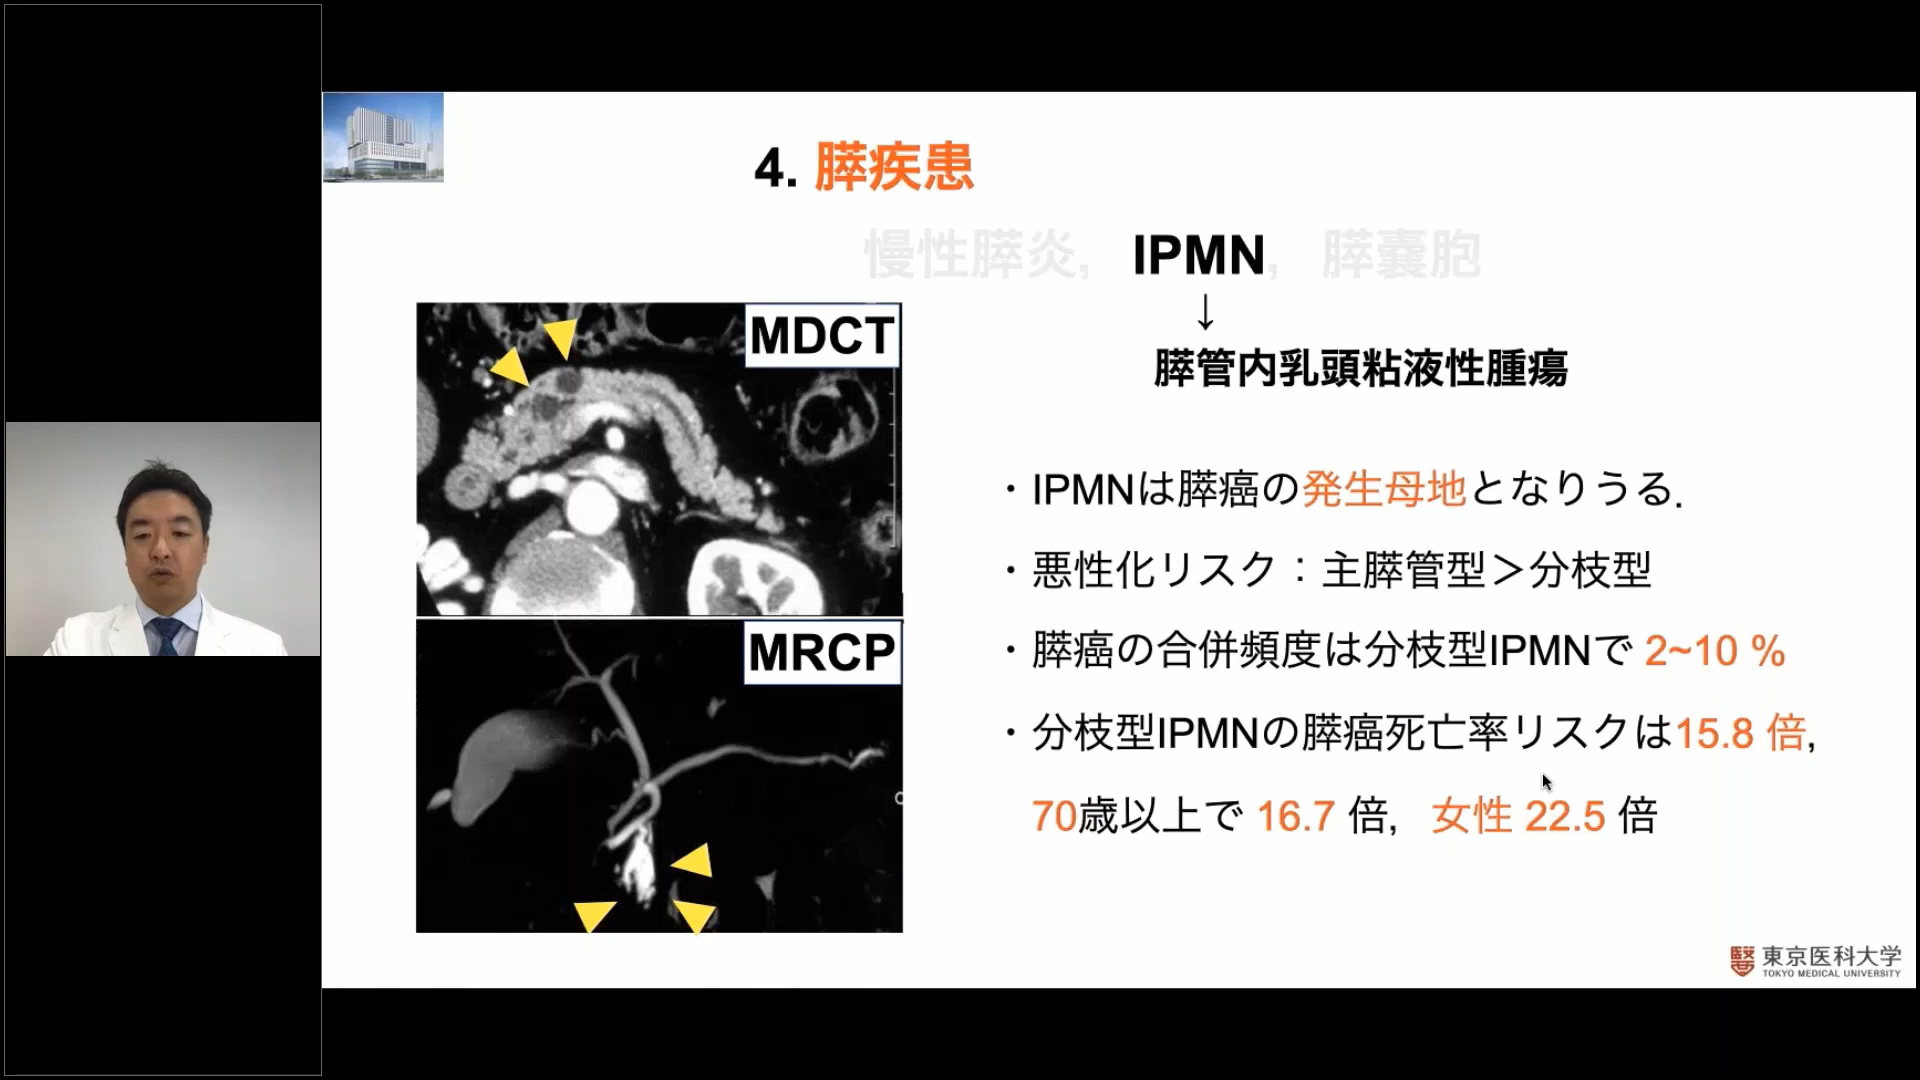 4. 膵疾患
慢性膵炎, IPMN, 膵嚢胞
↓
膵管内乳頭粘液性腫瘍
MDCT
MRCP
・IPMNは膵癌の発生母地となりうる.
・悪性化リスク：主膵管型＞分枝型
・膵癌の合併頻度は分枝型IPMNで 2~10 %
・分枝型IPMNの膵癌死亡率リスクは15.8 倍,
70歳以上で 16.7 倍, 女性 22.5 倍
東京医科大学
TOKYO MEDICAL UNIVERSITY